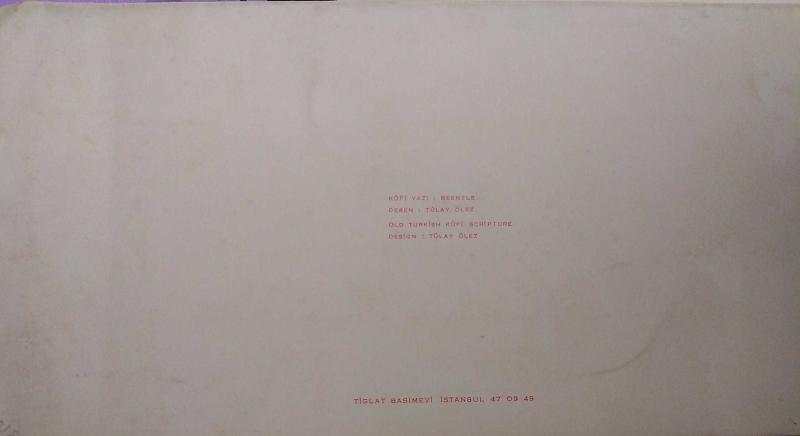 KÛFİ YAZI : BESMELE
DESEN : TÜLAY ÖLEZ
OLD TURKISH KÛFİ SCRIPTURE
DESIGN : TÜLAY ÖLEZ
TİGLAT BASIMEVİ İSTANBUL 47 09 49